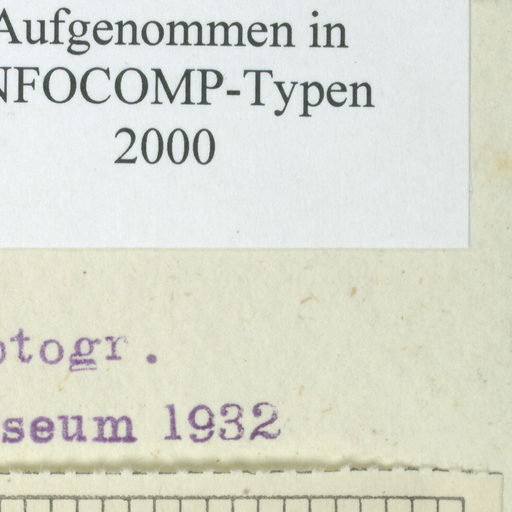 Aufgenommen in
NFOCOMP-Typen
2000
otogr.
seum 1932